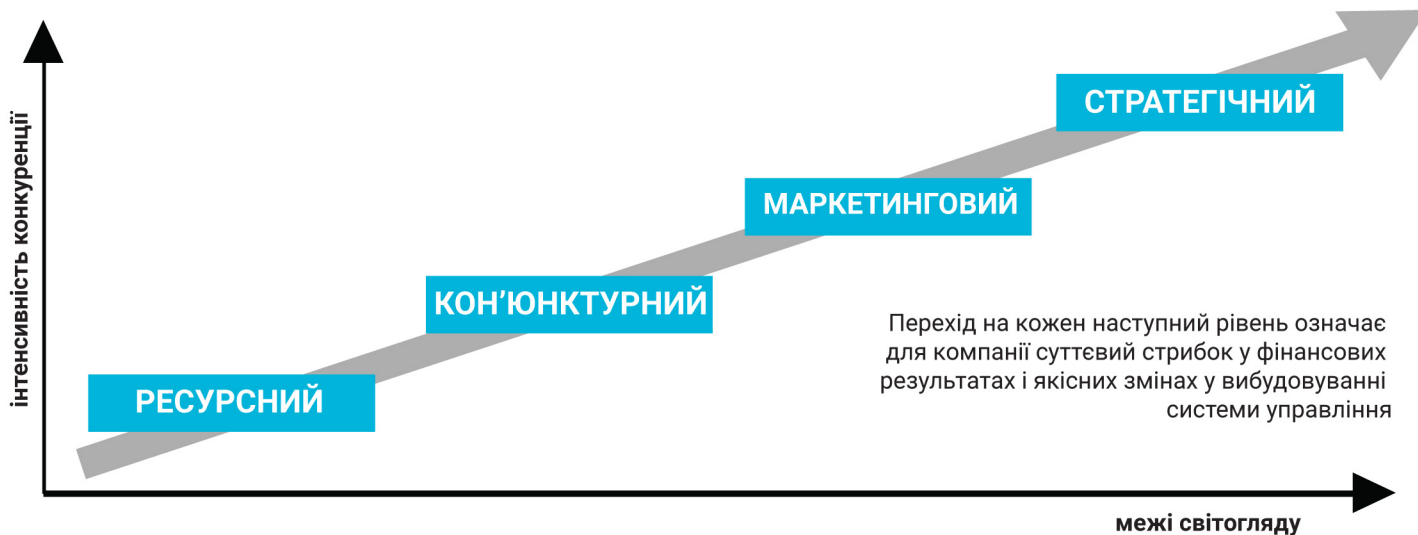 інтенсивність конкуренції
СТРАТЕГІЧНИЙ
МАРКЕТИНГОВИЙ
КОН’ЮНКТУРНИЙ
РЕСУРСНИЙ
Перехід на кожен наступний рівень означає
для компанії суттєвий стрибок у фінансових
результатах і якісних змінах у вибудовуванні
системи управління
межі світогляду